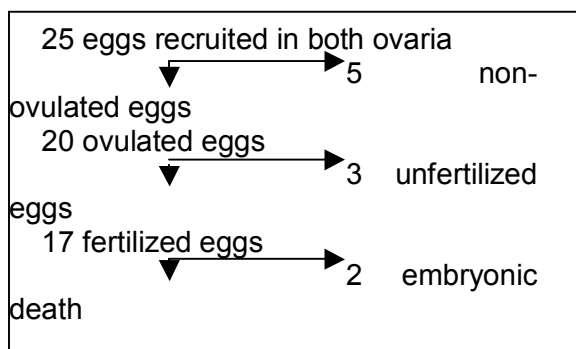 25 eggs recruited in both ovaria
5 non-
ovulated eggs
20 ovulated eggs
3 unfertilized
eggs
17 fertilized eggs
2 embryonic
death